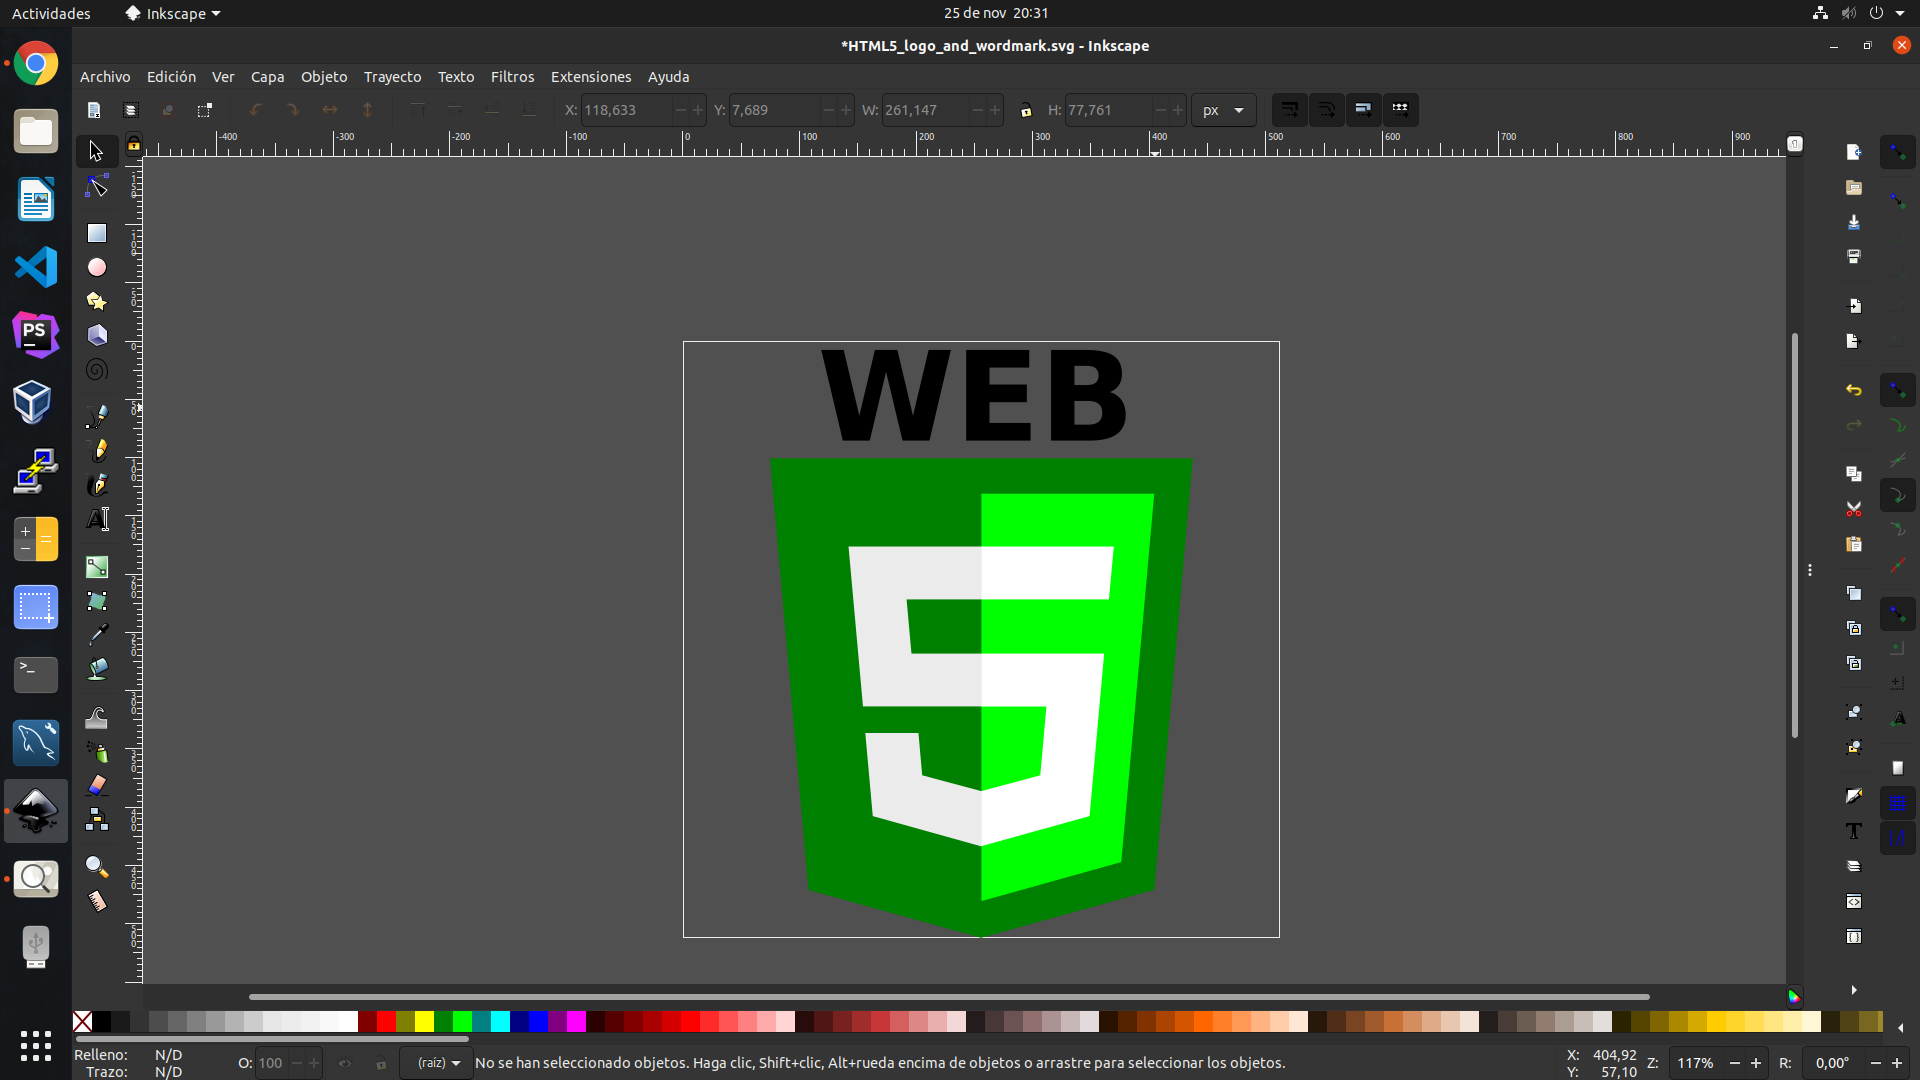 Actividades Inkscape 25 de nov 20:31
*HTML5_logo_and_wordmark.svg - Inkscape
Archivo Edición Ver Capa Objeto Trayecto Texto Filtros Extensiones Ayuda
X: 118,633 Y: 7,689 W: 261,147 H: 77,761 px
-400 -300 -200 -100 0 100 200 300 400 500 600 700 800 900
WEB
5
PS
>_
Relleno: N/D
Trazo: N/D
O: 100 (raíz) No se han seleccionado objetos. Haga clic, Shift+clic, Alt+rueda encima de objetos o arrastre para seleccionar los objetos.
X: 404,92
Y: 57,10
Z: 117% R: 0,00°